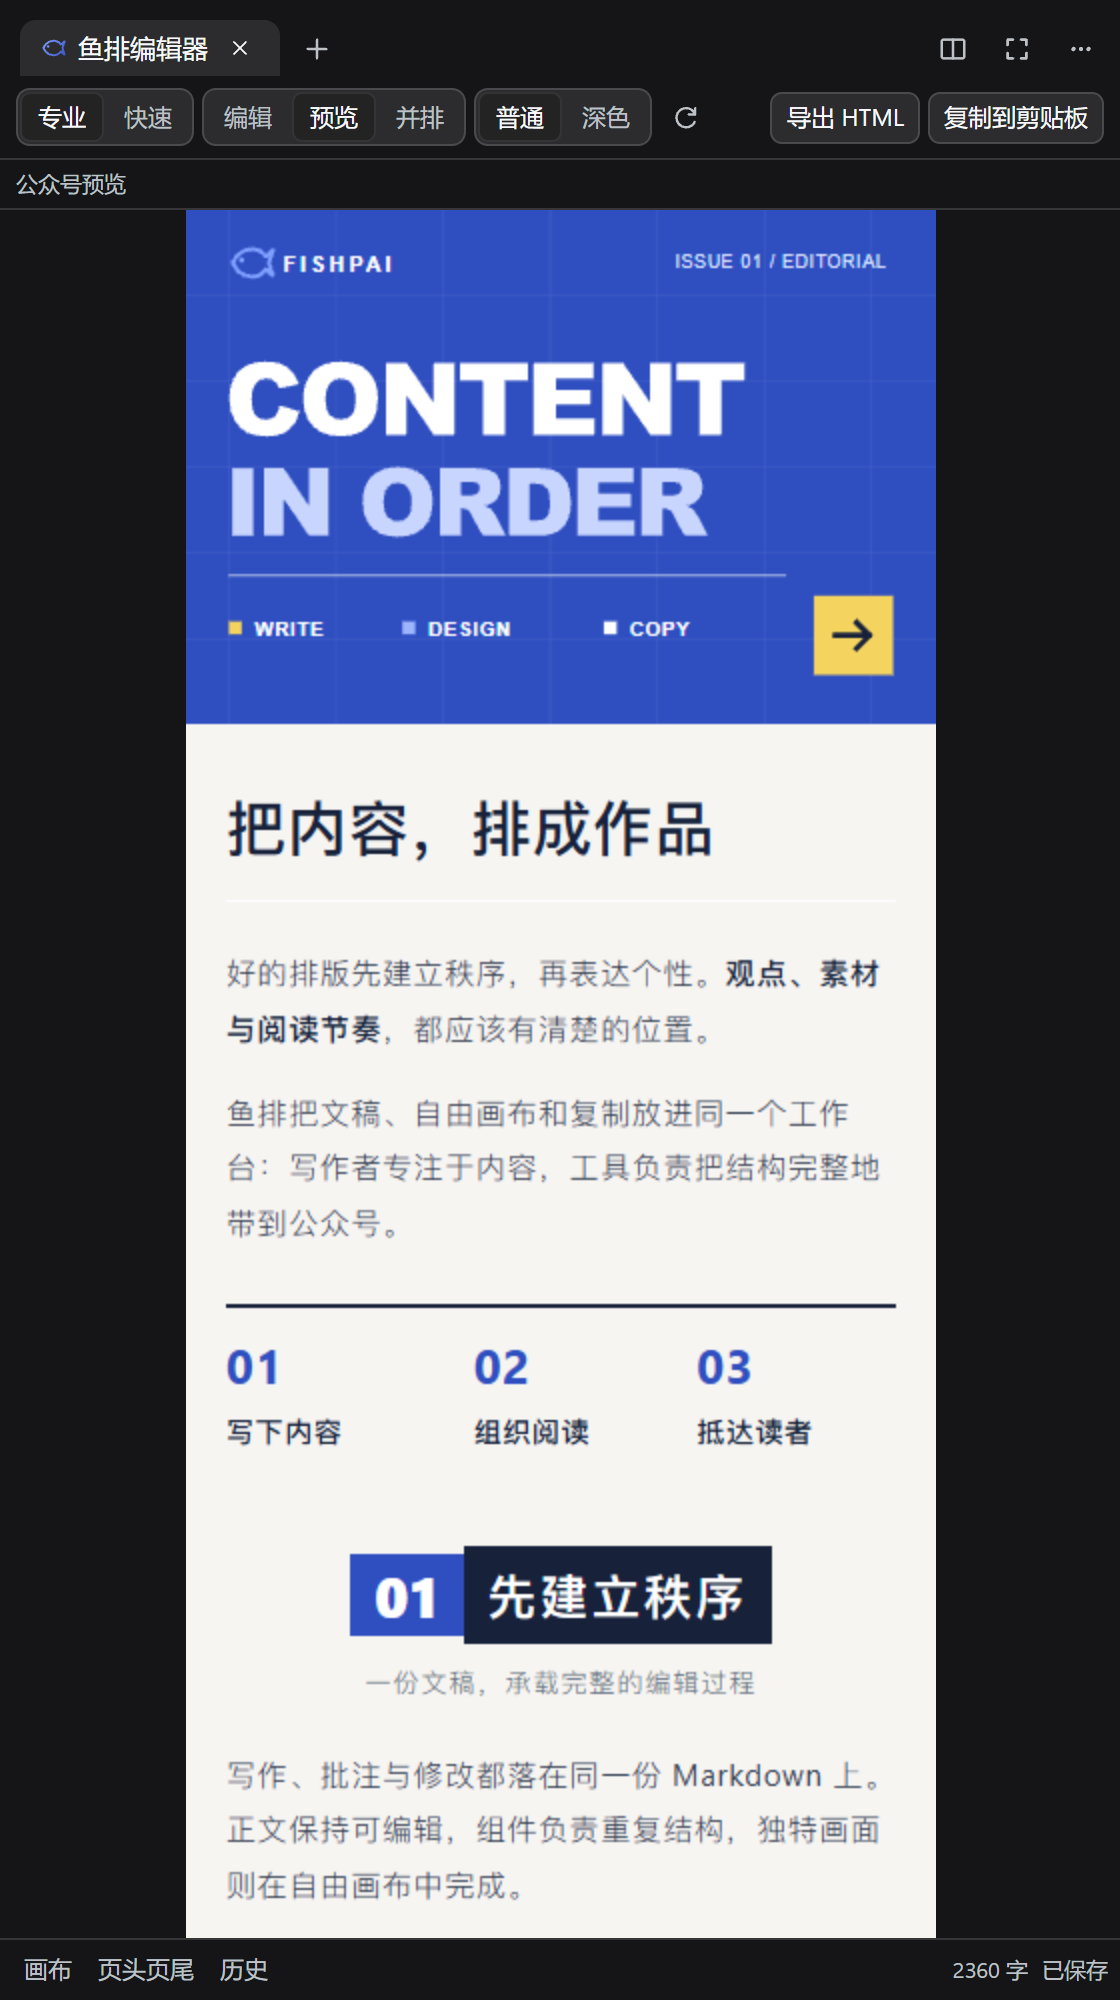 鱼排编辑器
专业 快速 编辑 预览 并排 普通 深色 导出 HTML 复制到剪贴板
公众号预览
FISHPAI
ISSUE 01 / EDITORIAL
CONTENT
IN ORDER
WRITE DESIGN COPY
把内容，排成作品
好的排版先建立秩序，再表达个性。观点、素材
与阅读节奏，都应该有清楚的位置。
鱼排把文稿、自由画布和复制放进同一个工作
台：写作者专注于内容，工具负责把结构完整地
带到公众号。
01 02 03
写下内容 组织阅读 抵达读者
01 先建立秩序
一份文稿，承载完整的编辑过程
写作、批注与修改都落在同一份 Markdown 上。
正文保持可编辑，组件负责重复结构，独特画面
则在自由画布中完成。
画布 页头页尾 历史 2360 字 已保存